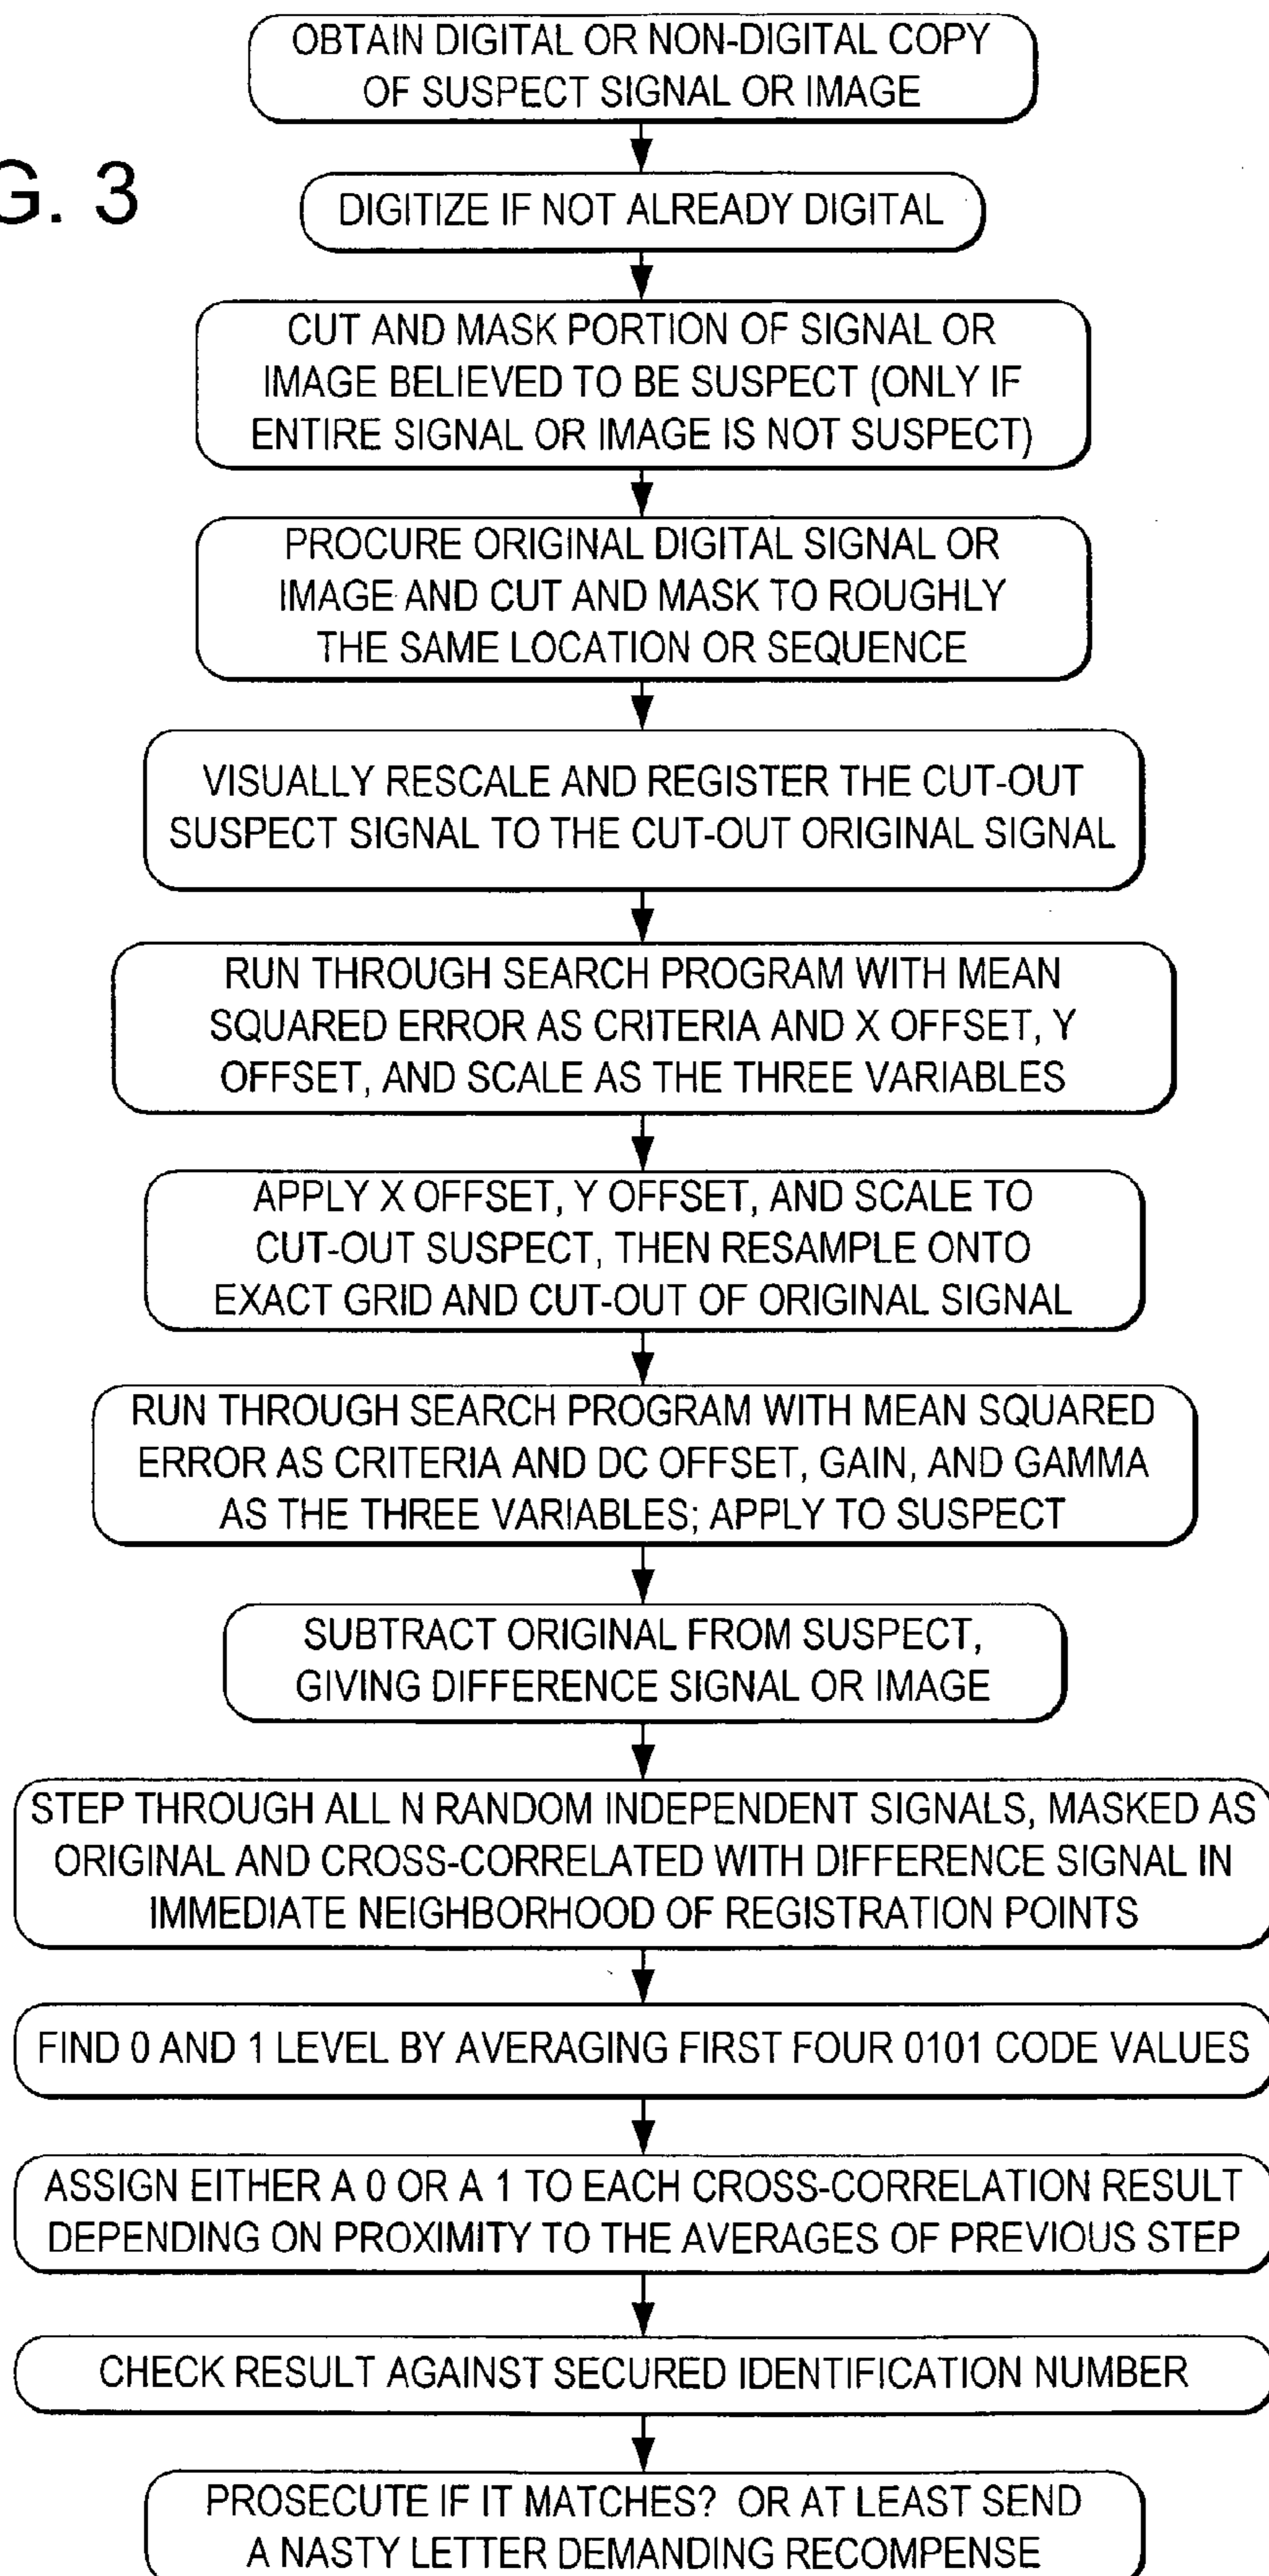 OBTAIN DIGITAL OR NON-DIGITAL COPY
OF SUSPECT SIGNAL OR IMAGE
G. 3
DIGITIZE IF NOT ALREADY DIGITAL
CUT AND MASK PORTION OF SIGNAL OR
IMAGE BELIEVED TO BE SUSPECT (ONLY IF
ENTIRE SIGNAL OR IMAGE IS NOT SUSPECT)
PROCURE ORIGINAL DIGITAL SIGNAL OR
IMAGE AND CUT AND MASK TO ROUGHLY
THE SAME LOCATION OR SEQUENCE
VISUALLY RESCALE AND REGISTER THE CUT-OUT
SUSPECT SIGNAL TO THE CUT-OUT ORIGINAL SIGNAL
RUN THROUGH SEARCH PROGRAM WITH MEAN
SQUARED ERROR AS CRITERIA AND X OFFSET, Y
OFFSET, AND SCALE AS THE THREE VARIABLES
APPLY X OFFSET, Y OFFSET, AND SCALE TO
CUT-OUT SUSPECT, THEN RESAMPLE ONTO
EXACT GRID AND CUT-OUT OF ORIGINAL SIGNAL
RUN THROUGH SEARCH PROGRAM WITH MEAN SQUARED
ERROR AS CRITERIA AND DC OFFSET, GAIN, AND GAMMA
AS THE THREE VARIABLES; APPLY TO SUSPECT
SUBTRACT ORIGINAL FROM SUSPECT,
GIVING DIFFERENCE SIGNAL OR IMAGE
STEP THROUGH ALL N RANDOM INDEPENDENT SIGNALS, MASKED AS
ORIGINAL AND CROSS-CORRELATED WITH DIFFERENCE SIGNAL IN
IMMEDIATE NEIGHBORHOOD OF REGISTRATION POINTS
FIND 0 AND 1 LEVEL BY AVERAGING FIRST FOUR 0101 CODE VALUES
ASSIGN EITHER A 0 OR A 1 TO EACH CROSS-CORRELATION RESULT
DEPENDING ON PROXIMITY TO THE AVERAGES OF PREVIOUS STEP
CHECK RESULT AGAINST SECURED IDENTIFICATION NUMBER
PROSECUTE IF IT MATCHES? OR AT LEAST SEND
A NASTY LETTER DEMANDING RECOMPENSE